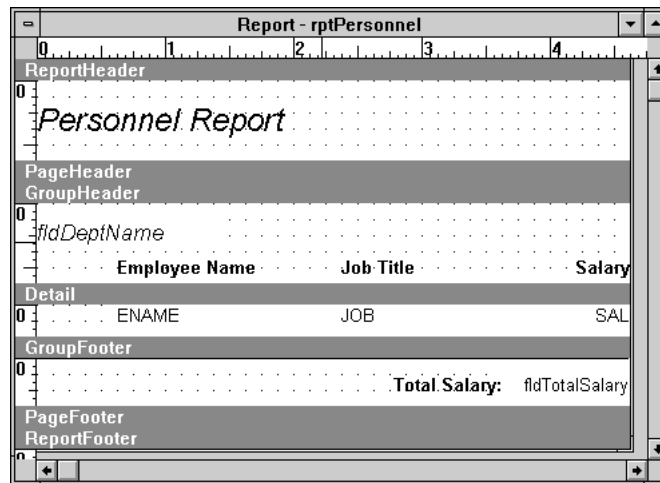 Report - rptPersonnel
0 1 2 3 4
ReportHeader
0
Personnel Report
PageHeader
GroupHeader
0
fldDeptName
Employee Name Job Title Salary
Detail
0 ENAME JOB SAL
GroupFooter
0
Total Salary: fldTotalSalary
PageFooter
ReportFooter
0